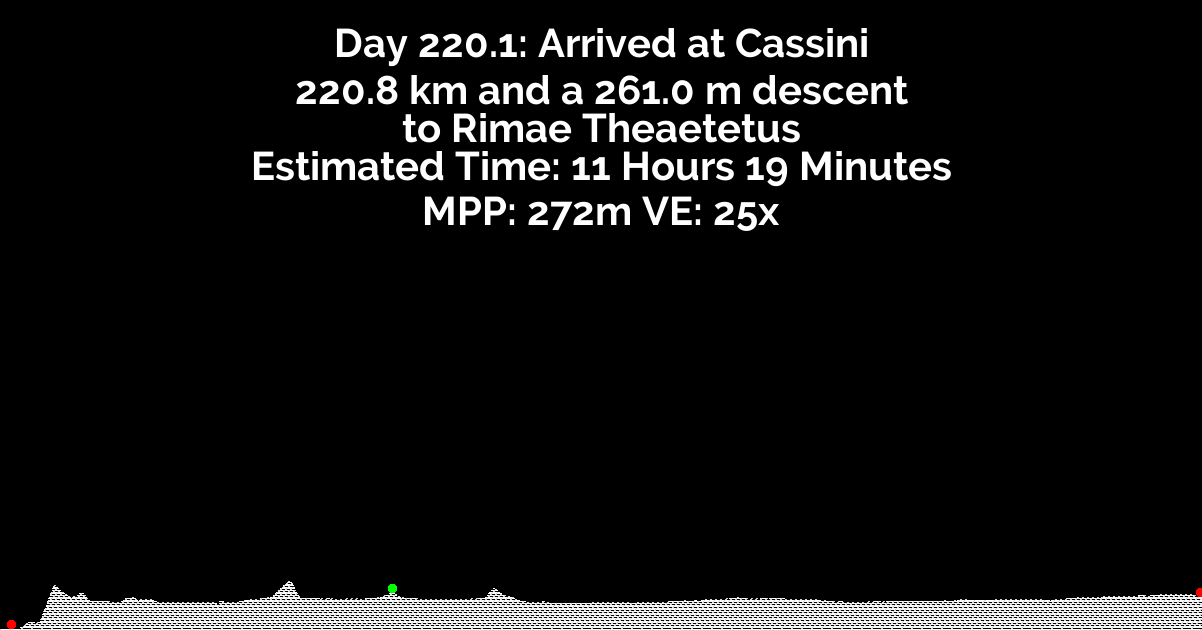 Day 220.1: Arrived at Cassini
220.8 km and a 261.0 m descent
to Rimae Theaetetus
Estimated Time: 11 Hours 19 Minutes
MPP: 272m VE: 25x